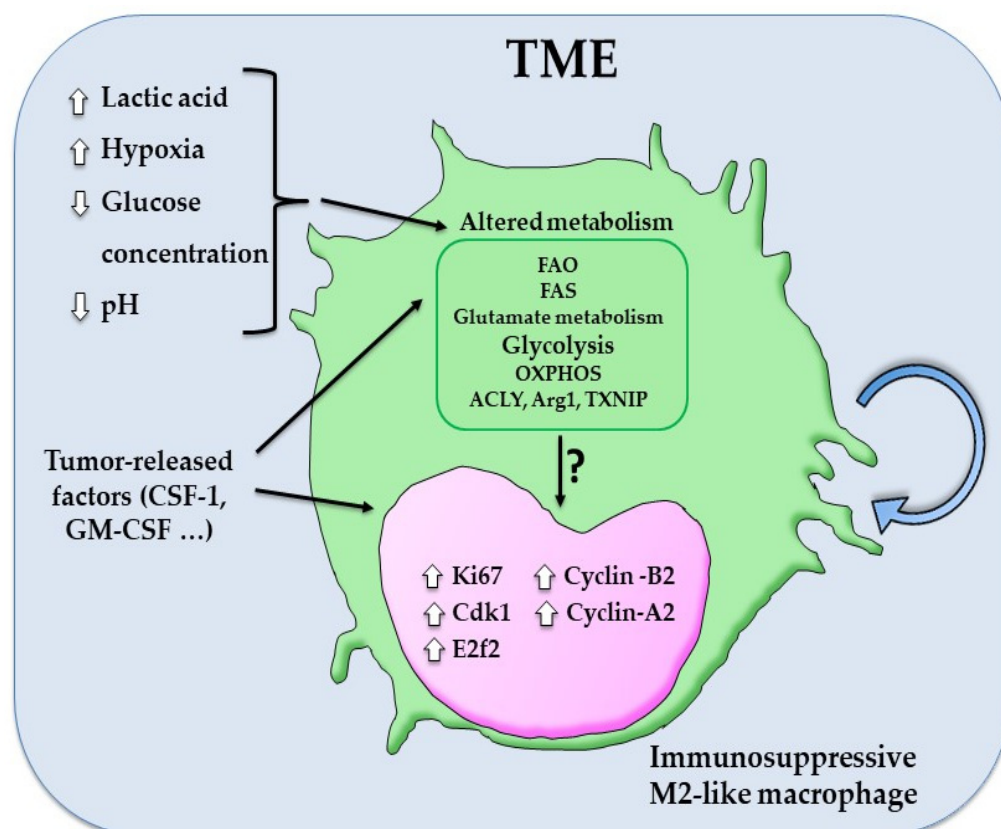 TME
⇧ Lactic acid
⇧ Hypoxia
⇩ Glucose
concentration
⇩ pH
Altered metabolism
FAO
FAS
Glutamate metabolism
Glycolysis
OXPHOS
ACLY, Arg1, TXNIP
?
Tumor-released
factors (CSF-1,
GM-CSF ...)
⇧ Ki67
⇧ Cdk1
⇧ E2f2
⇧ Cyclin -B2
⇧ Cyclin-A2
Immunosuppressive
M2-like macrophage